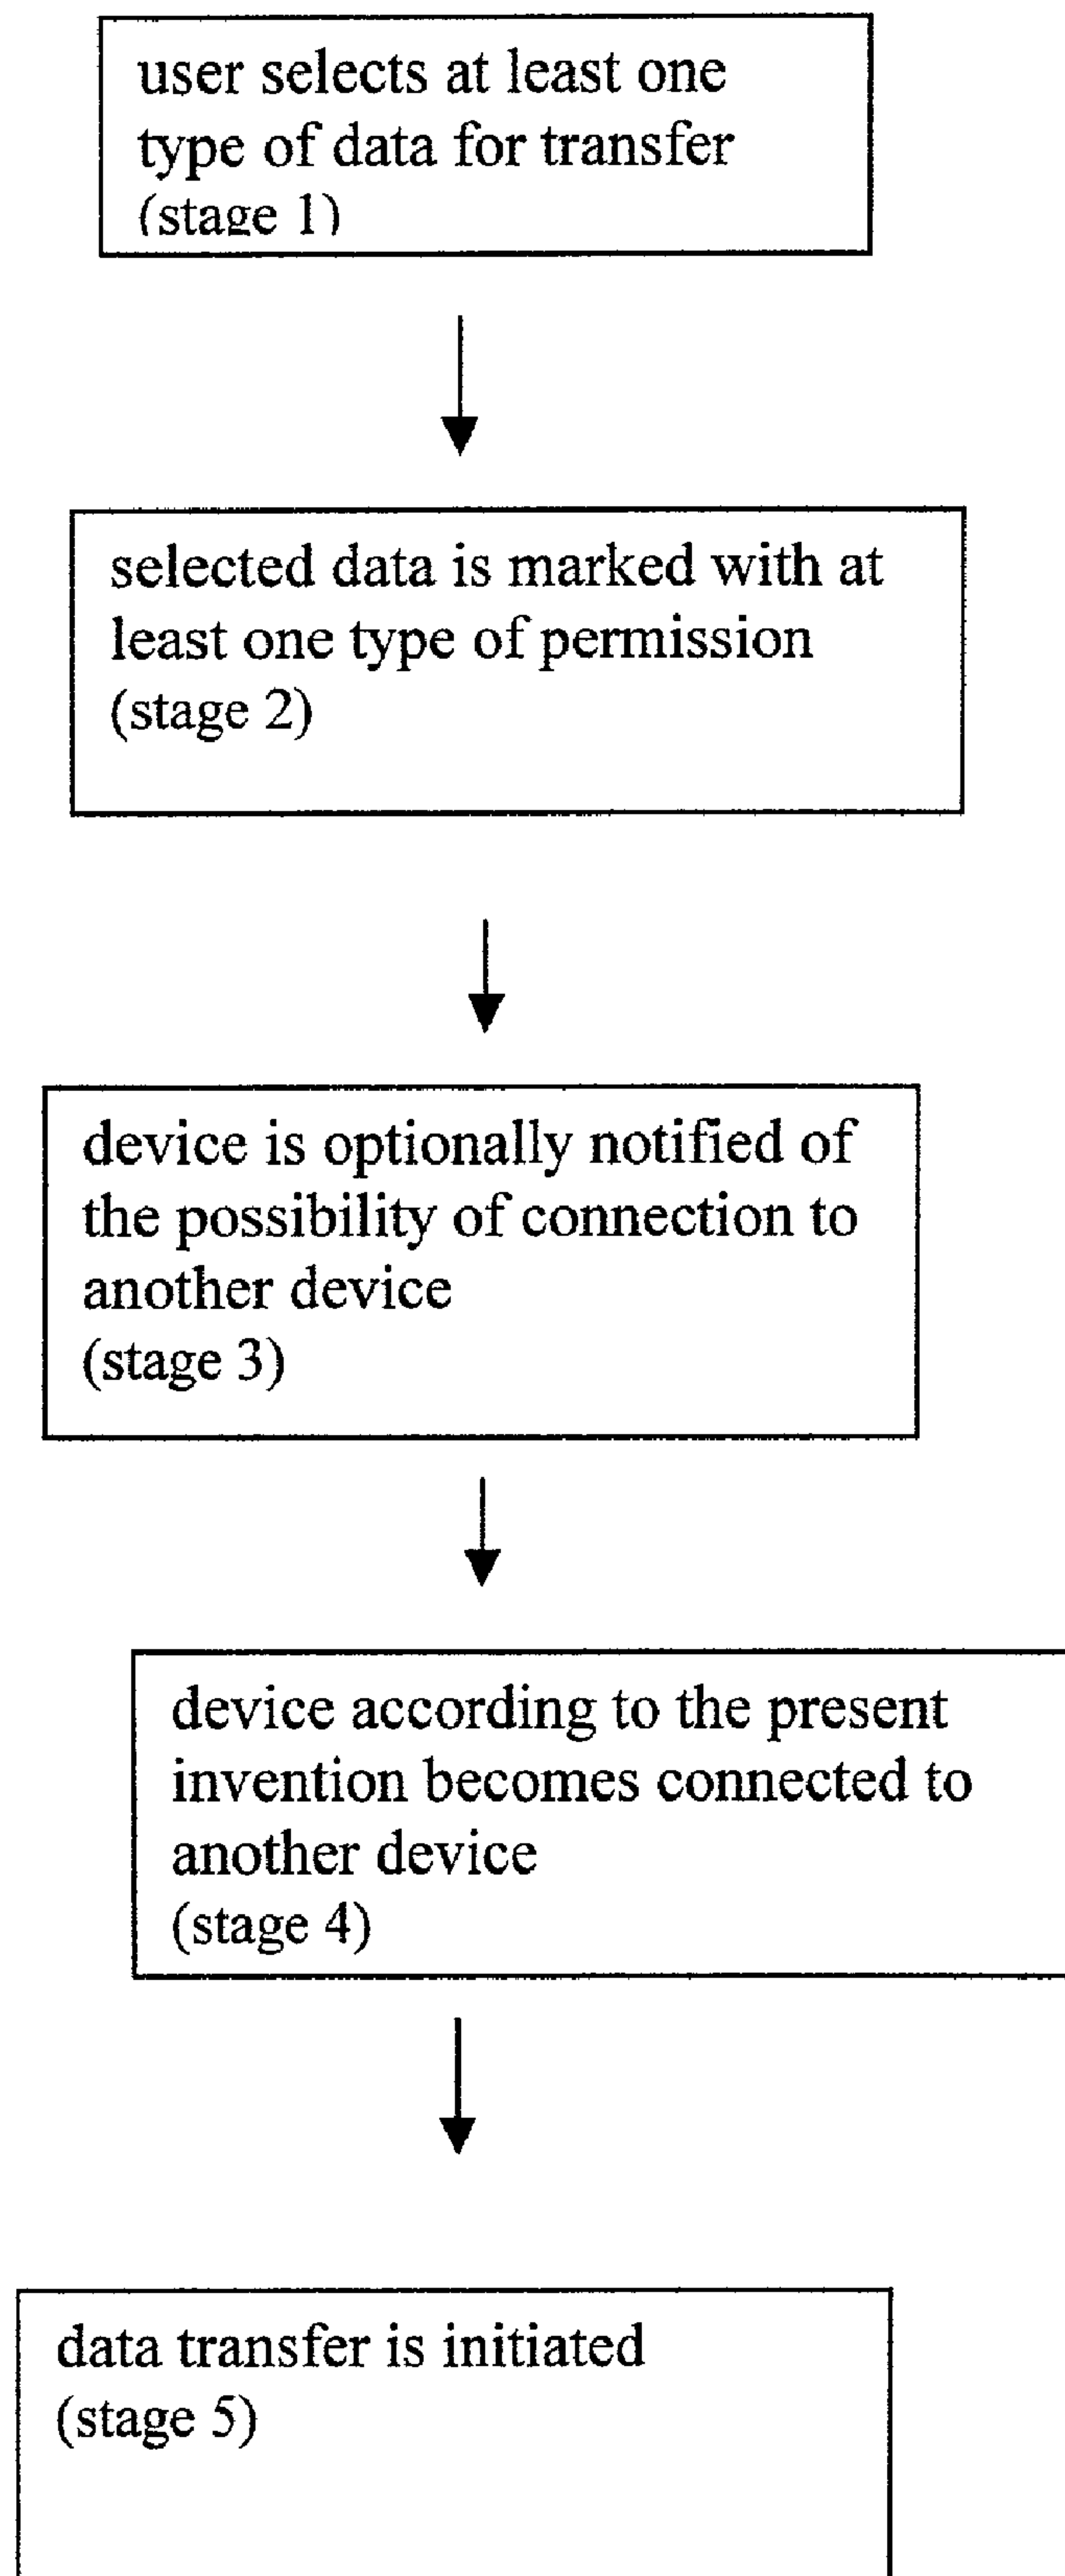 user selects at least one
type of data for transfer
(stage 1)
selected data is marked with at
least one type of permission
(stage 2)
device is optionally notified of
the possibility of connection to
another device
(stage 3)
device according to the present
invention becomes connected to
another device
(stage 4)
data transfer is initiated
(stage 5)